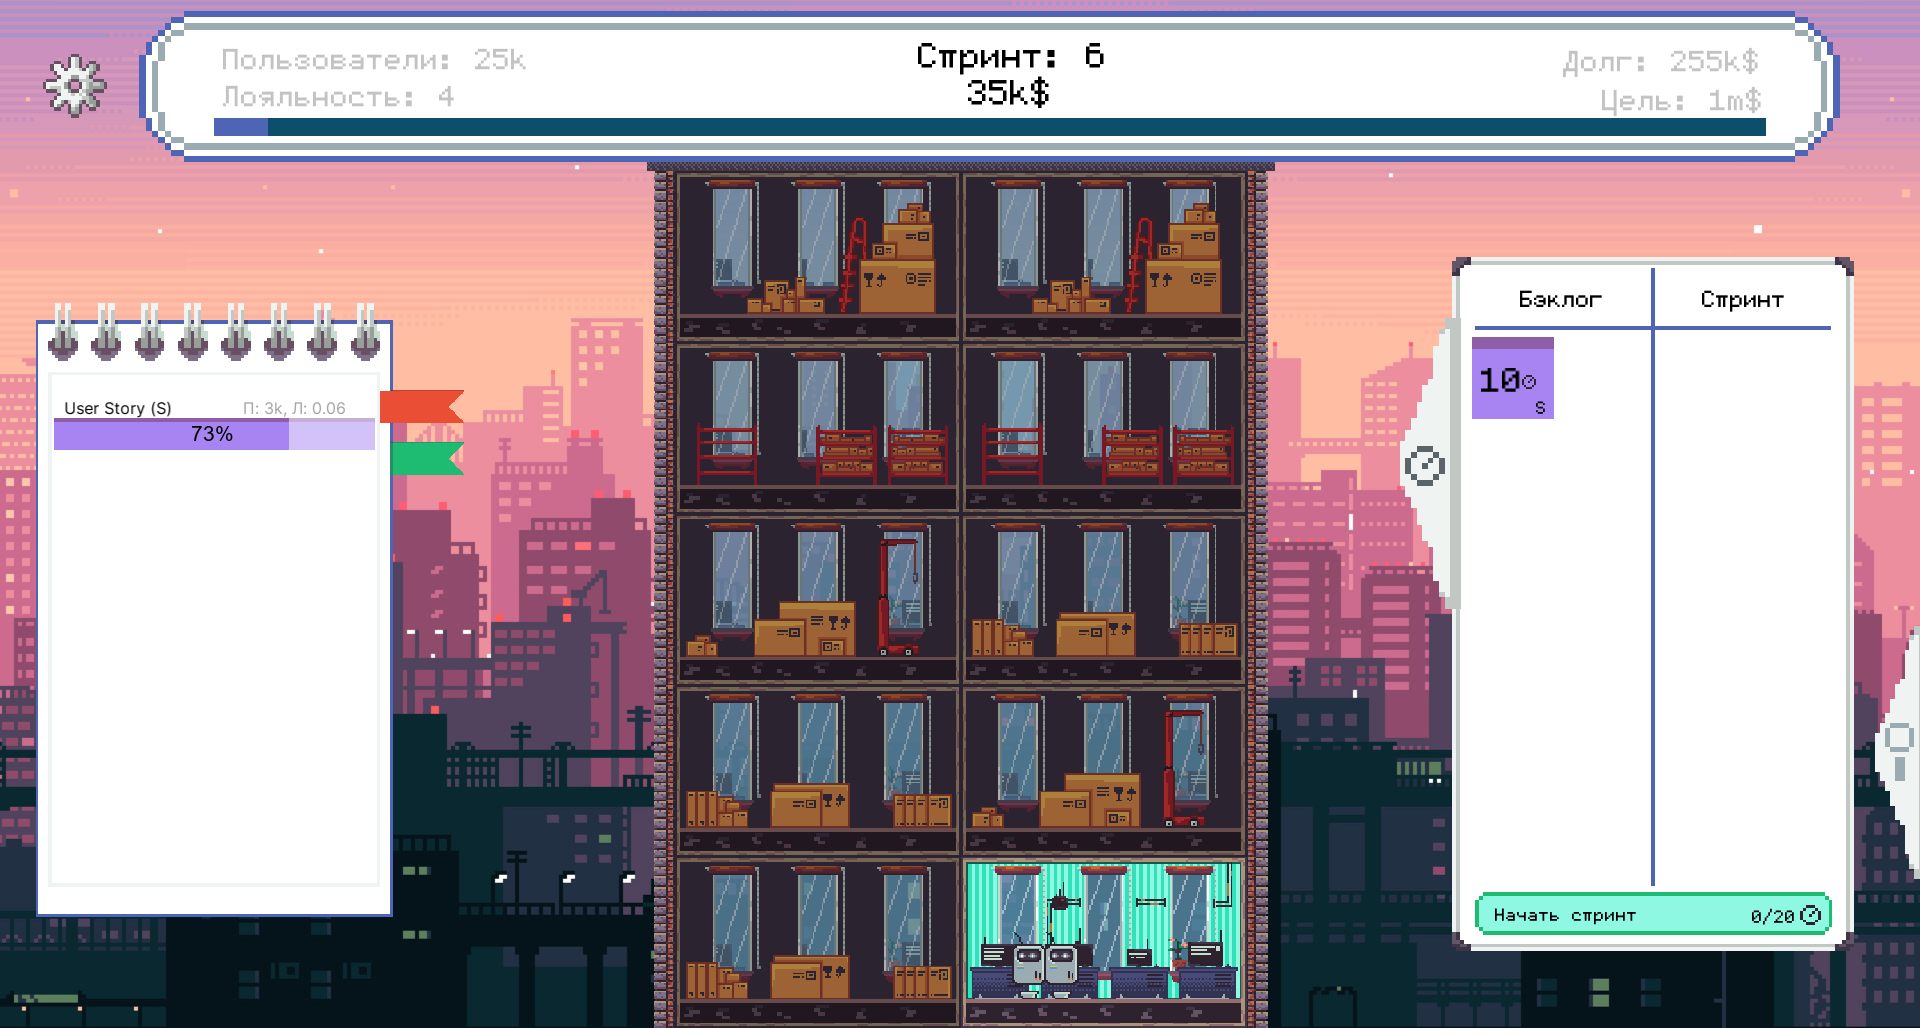 Пользователи: 25k
Лояльность: 4
Спринт: 6
35k$
Долг: 255k$
Цель: 1m$
User Story (S) П: 3k, Л: 0.06
73%
Бэклог Спринт
10
S
Начать спринт 0/20